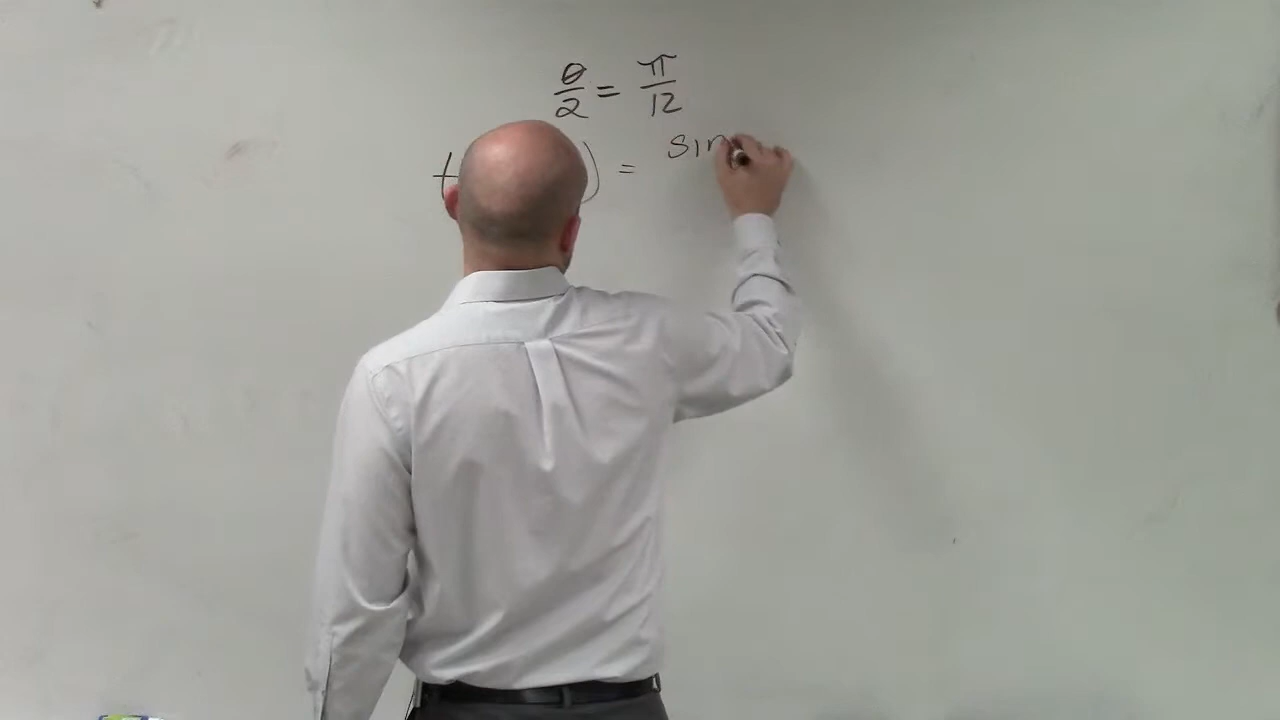 θ/2 = π/12
t ) = sin